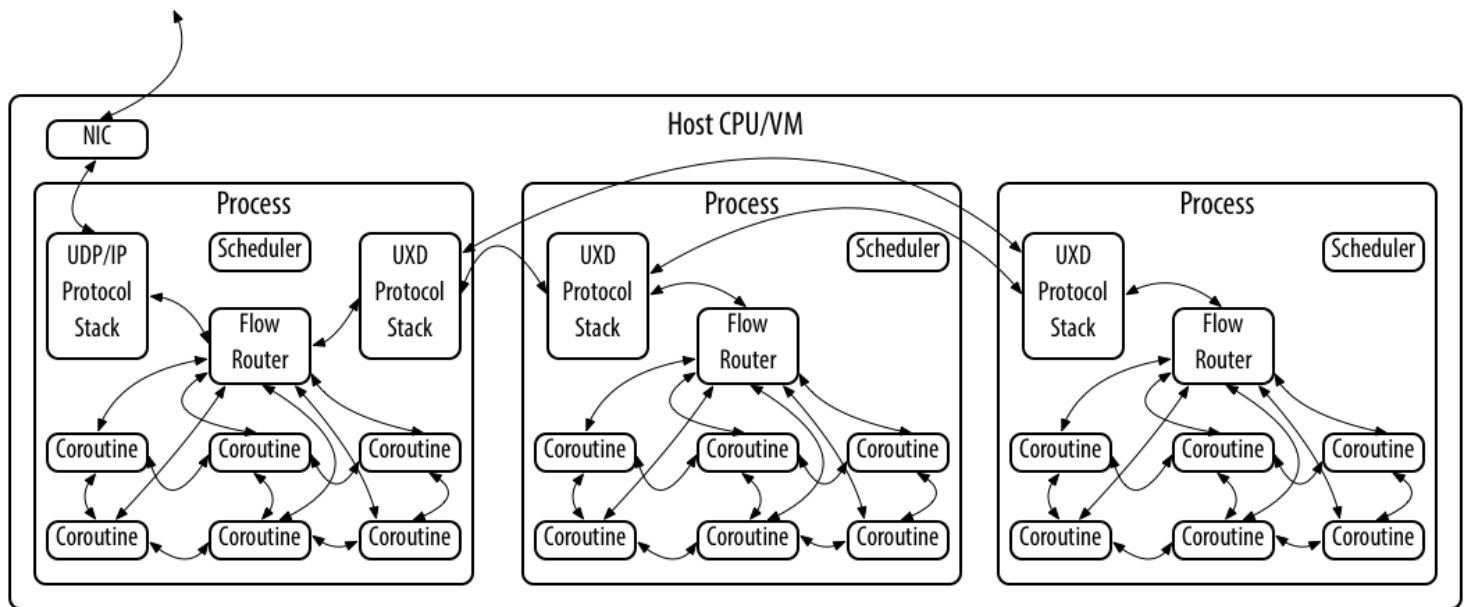 Host CPU/VM
NIC
Process
UDP/IP
Protocol
Stack
Scheduler
UXD
Protocol
Stack
Flow
Router
Coroutine
Coroutine
Coroutine
Coroutine
Coroutine
Coroutine
Process
UXD
Protocol
Stack
Scheduler
Flow
Router
Coroutine
Coroutine
Coroutine
Coroutine
Coroutine
Coroutine
Process
UXD
Protocol
Stack
Scheduler
Flow
Router
Coroutine
Coroutine
Coroutine
Coroutine
Coroutine
Coroutine